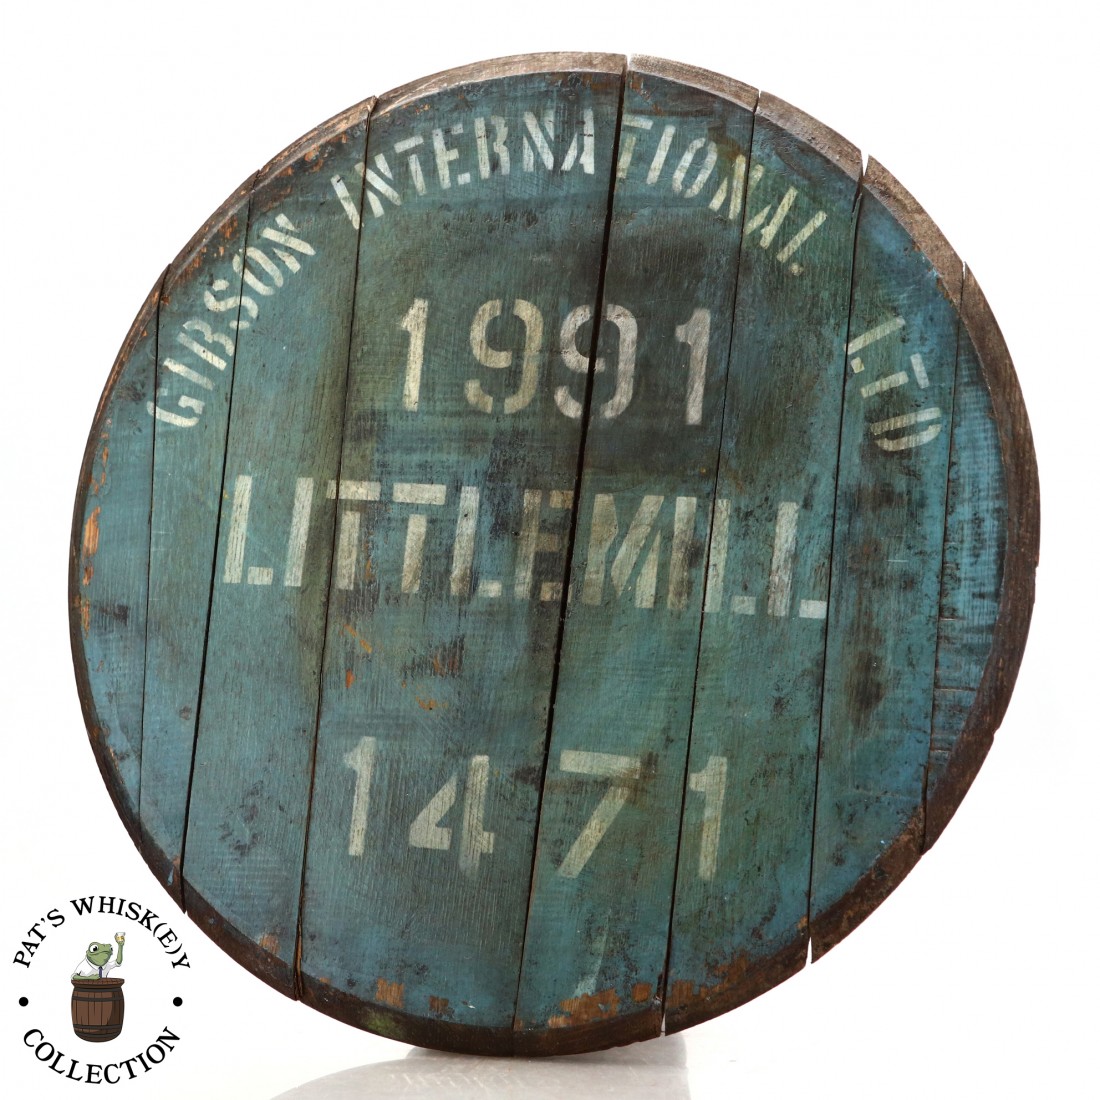 GIBSON INTERNATIONAL LTD
1991
LITTLEMILL
1471
PAT'S WHISK(E)Y
COLLECTION